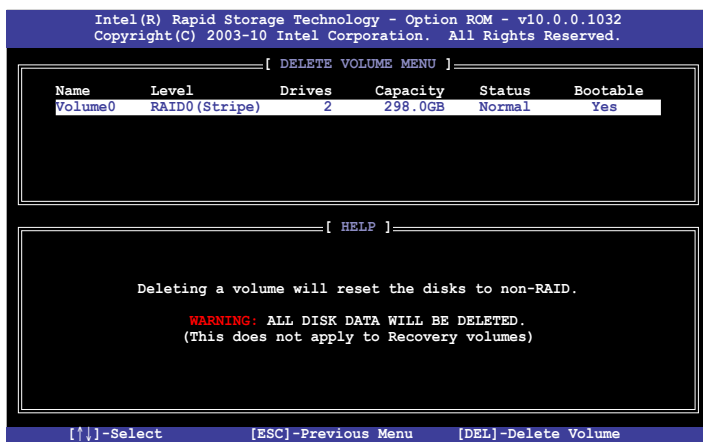 Intel(R) Rapid Storage Technology - Option ROM - v10.0.0.1032
Copyright(C) 2003-10 Intel Corporation. All Rights Reserved.
[ DELETE VOLUME MENU ]
Name Level Drives Capacity Status Bootable
Volume0 RAID0(Stripe) 2 298.0GB Normal Yes
[ HELP ]
Deleting a volume will reset the disks to non-RAID.
WARNING: ALL DISK DATA WILL BE DELETED.
(This does not apply to Recovery volumes)
[↑↓]-Select [ESC]-Previous Menu [DEL]-Delete Volume